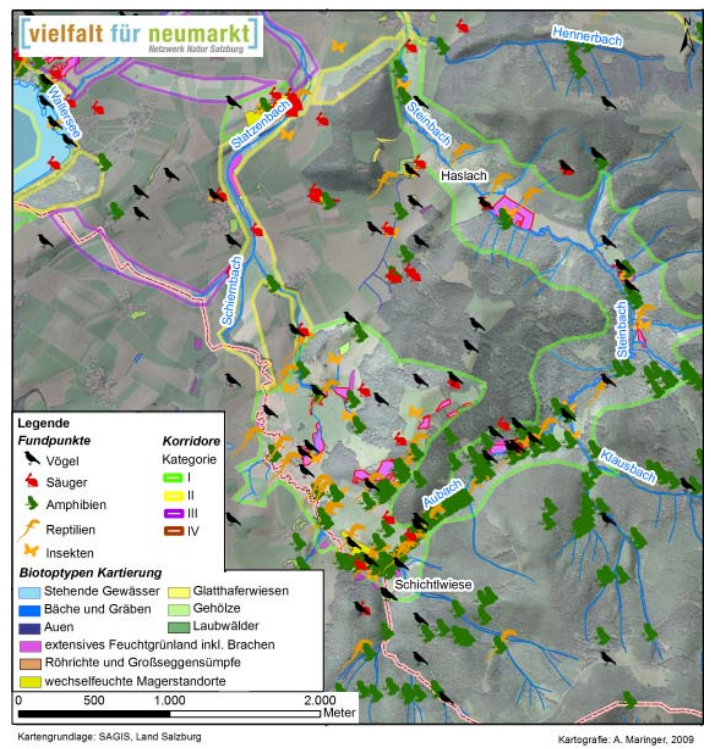 [vielfalt für neumarkt]
Netzwerk Natur Salzburg
N
Hennerbach
Wallersee
Statzenbach
Steinbach
Haslach
Schiernbach
Steinbach
Klausbach
Aubach
Schichtlwiese
Legende
Fundpunkte
Vögel
Säuger
Amphibien
Reptilien
Insekten
Korridore
Kategorie
I
II
III
IV
Biotoptypen Kartierung
Stehende Gewässer
Bäche und Gräben
Auen
extensives Feuchtgrünland inkl. Brachen
Röhrichte und Großseggensümpfe
wechselfeuchte Magerstandorte
Glatthaferwiesen
Gehölze
Laubwälder
0 500 1.000 2.000
Meter
Kartengrundlage: SAGIS, Land Salzburg
Kartografie: A. Maringer, 2009